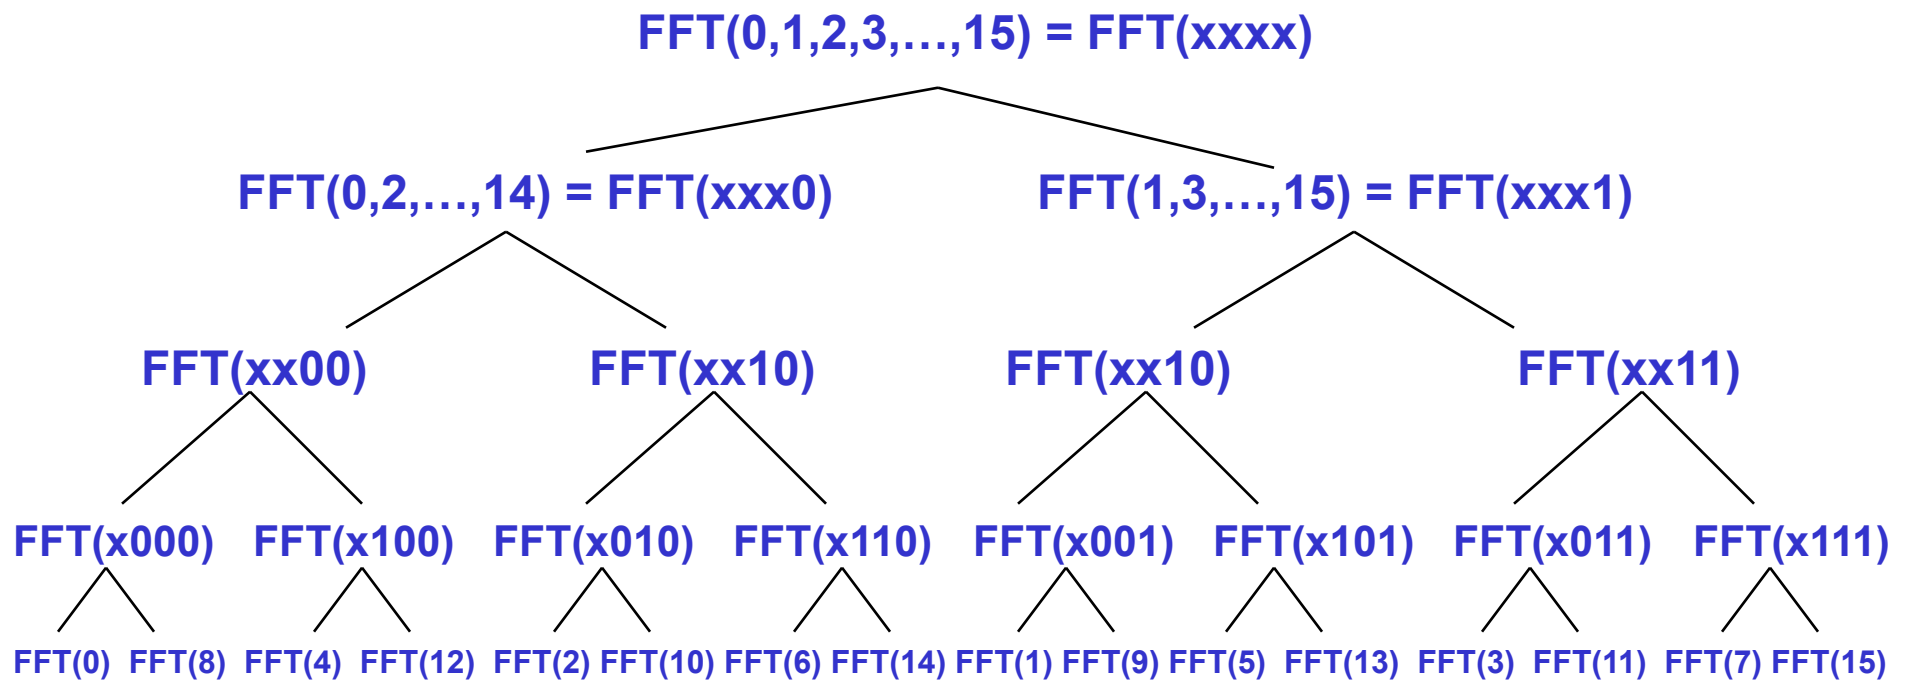 FFT(0,1,2,3,…,15) = FFT(xxxx)
FFT(0,2,…,14) = FFT(xxx0) FFT(1,3,…,15) = FFT(xxx1)
FFT(xx00) FFT(xx10) FFT(xx10) FFT(xx11)
FFT(x000) FFT(x100) FFT(x010) FFT(x110) FFT(x001) FFT(x101) FFT(x011) FFT(x111)
FFT(0) FFT(8) FFT(4) FFT(12) FFT(2) FFT(10) FFT(6) FFT(14) FFT(1) FFT(9) FFT(5) FFT(13) FFT(3) FFT(11) FFT(7) FFT(15)